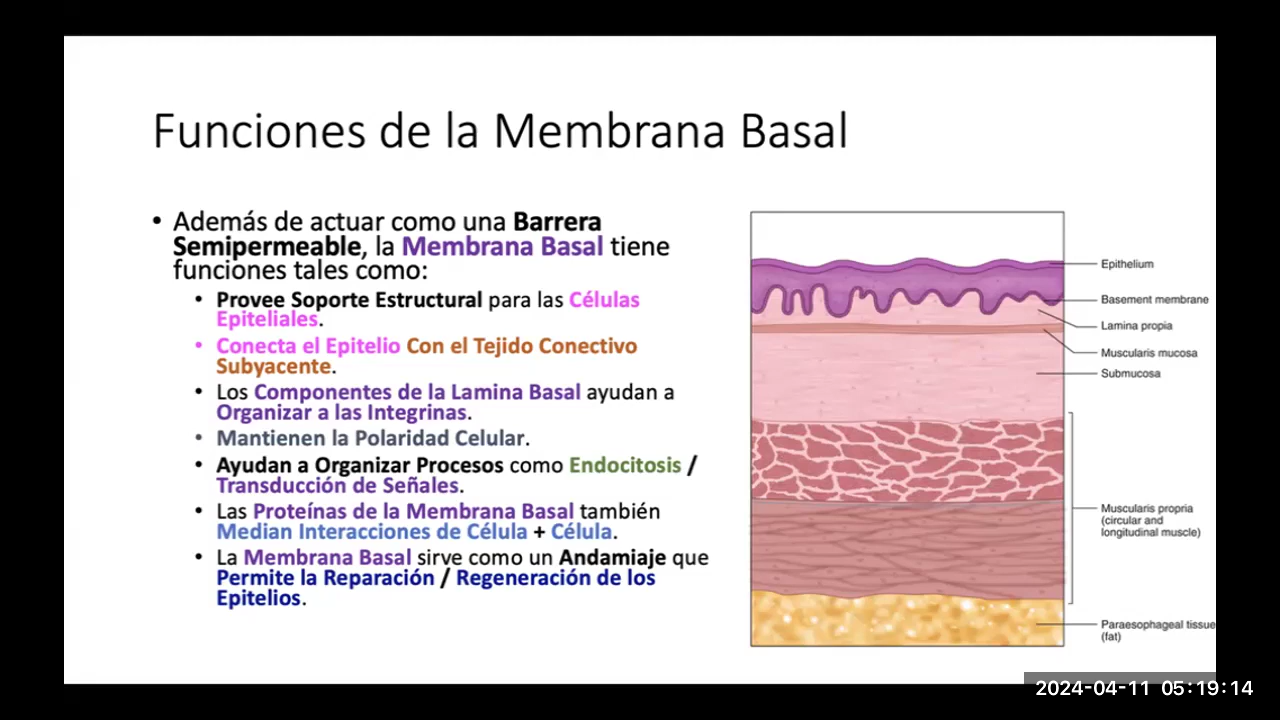 Funciones de la Membrana Basal
• Además de actuar como una Barrera
Semipermeable, la Membrana Basal tiene
funciones tales como:
• Provee Soporte Estructural para las Células
Epiteliales.
• Conecta el Epitelio Con el Tejido Conectivo
Subyacente.
• Los Componentes de la Lamina Basal ayudan a
Organizar a las Integrinas.
• Mantienen la Polaridad Celular.
• Ayudan a Organizar Procesos como Endocitosis /
Transducción de Señales.
• Las Proteínas de la Membrana Basal también
Median Interacciones de Célula + Célula.
• La Membrana Basal sirve como un Andamiaje que
Permite la Reparación / Regeneración de los
Epitelios.
Epithelium
Basement membrane
Lamina propia
Muscularis mucosa
Submucosa
Muscularis propria
(circular and
longitudinal muscle)
Paraesophageal tissue
(fat)
2024-04-11 05:19:14